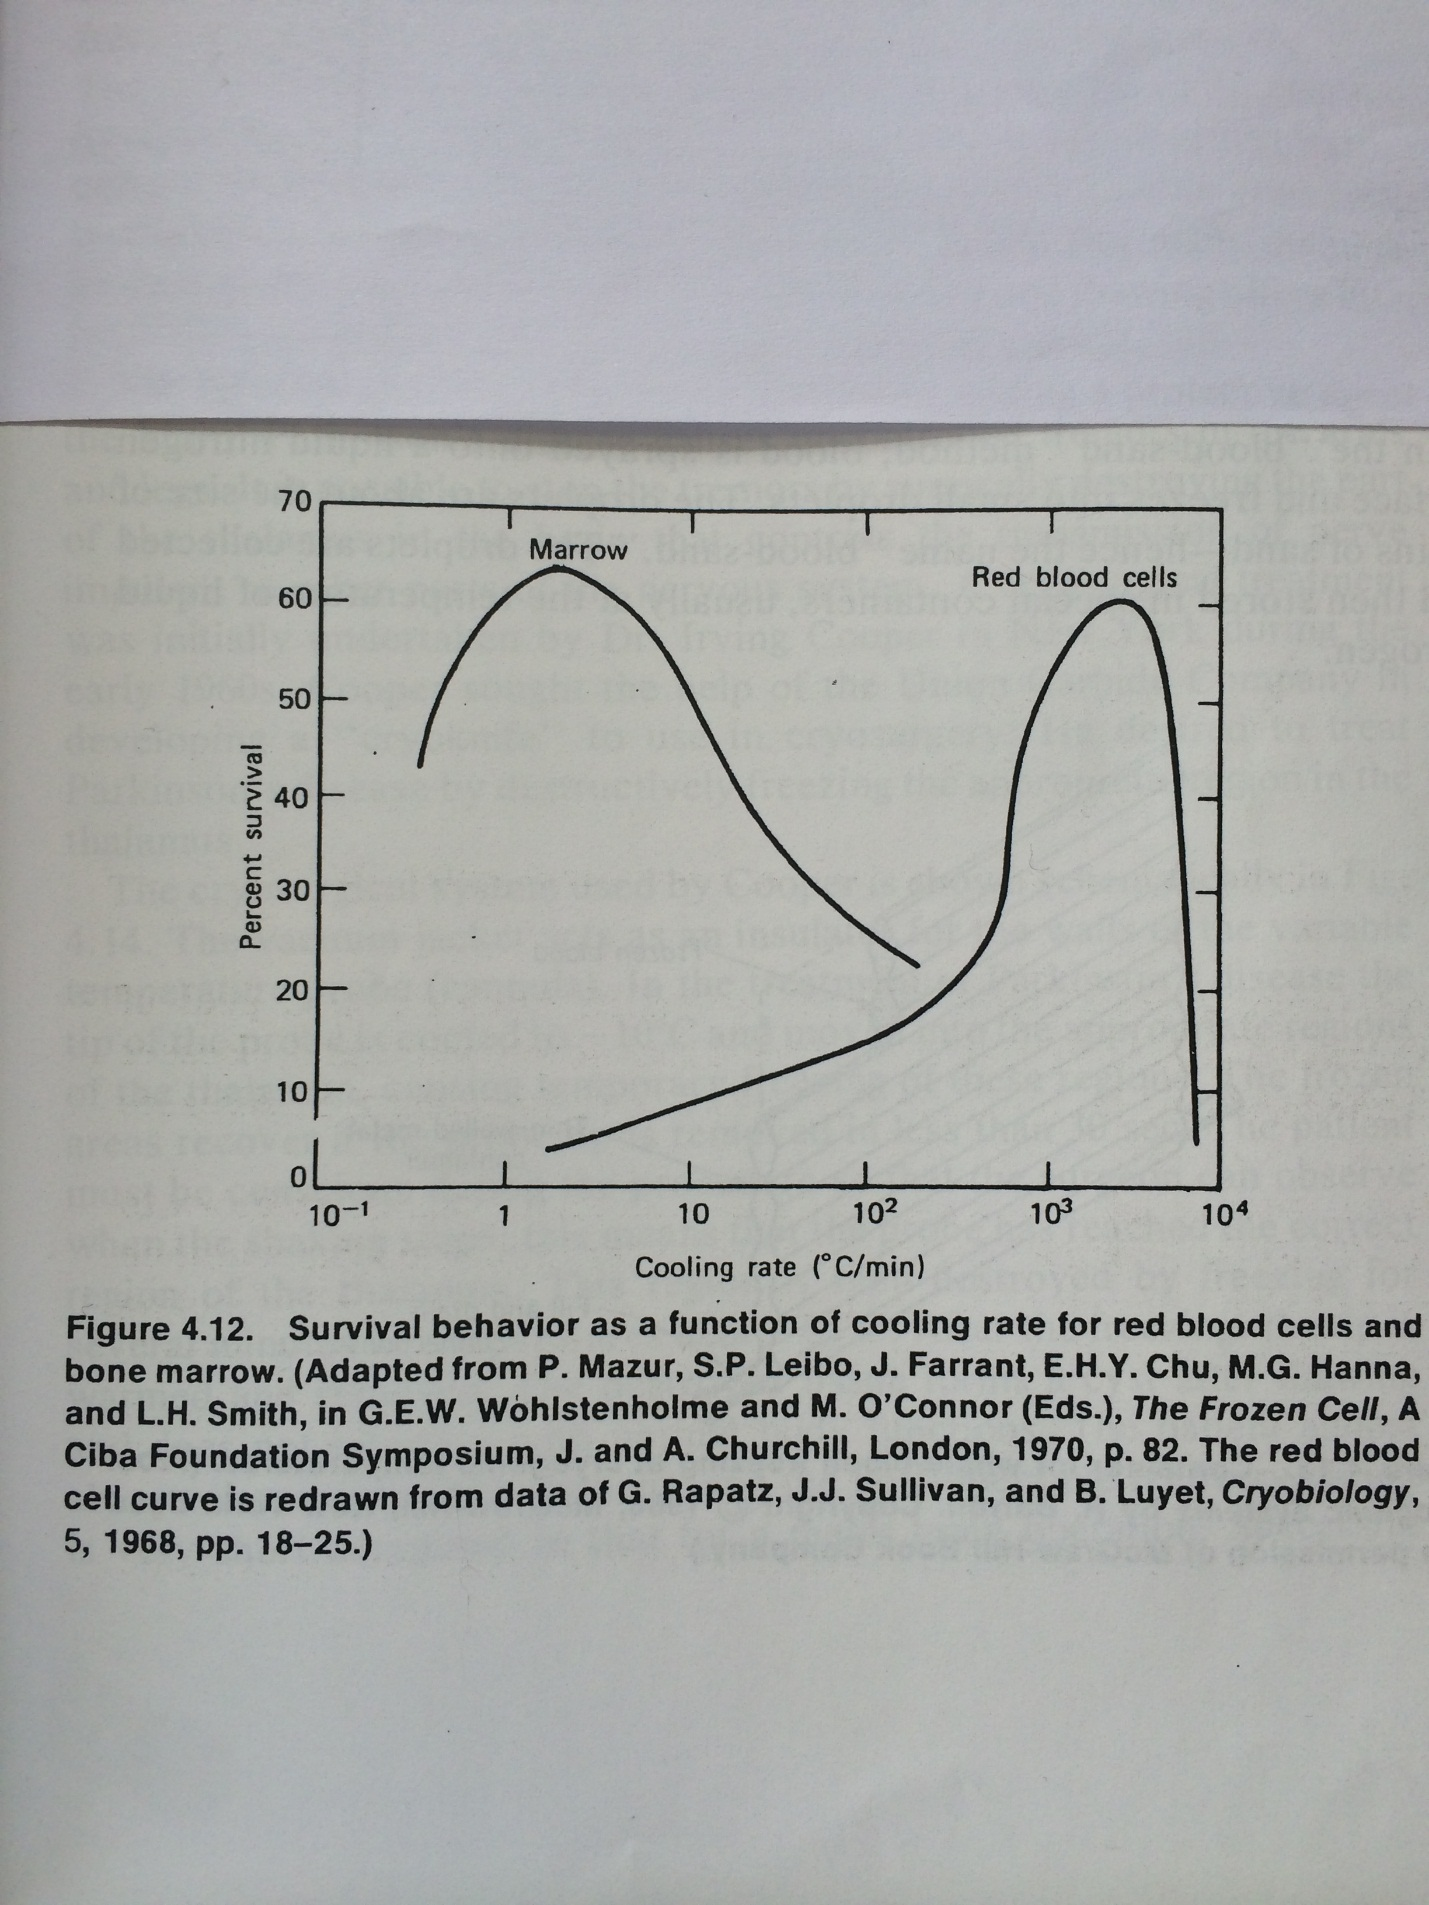 70
Marrow
Red blood cells
60
50
40
30
20
10
0
Percent survival
10⁻¹ 1 10 10² 10³ 10⁴
Cooling rate (°C/min)
Figure 4.12. Survival behavior as a function of cooling rate for red blood cells and
bone marrow. (Adapted from P. Mazur, S.P. Leibo, J. Farrant, E.H.Y. Chu, M.G. Hanna,
and L.H. Smith, in G.E.W. Wohlstenholme and M. O'Connor (Eds.), The Frozen Cell, A
Ciba Foundation Symposium, J. and A. Churchill, London, 1970, p. 82. The red blood
cell curve is redrawn from data of G. Rapatz, J.J. Sullivan, and B. Luyet, Cryobiology,
5, 1968, pp. 18–25.)